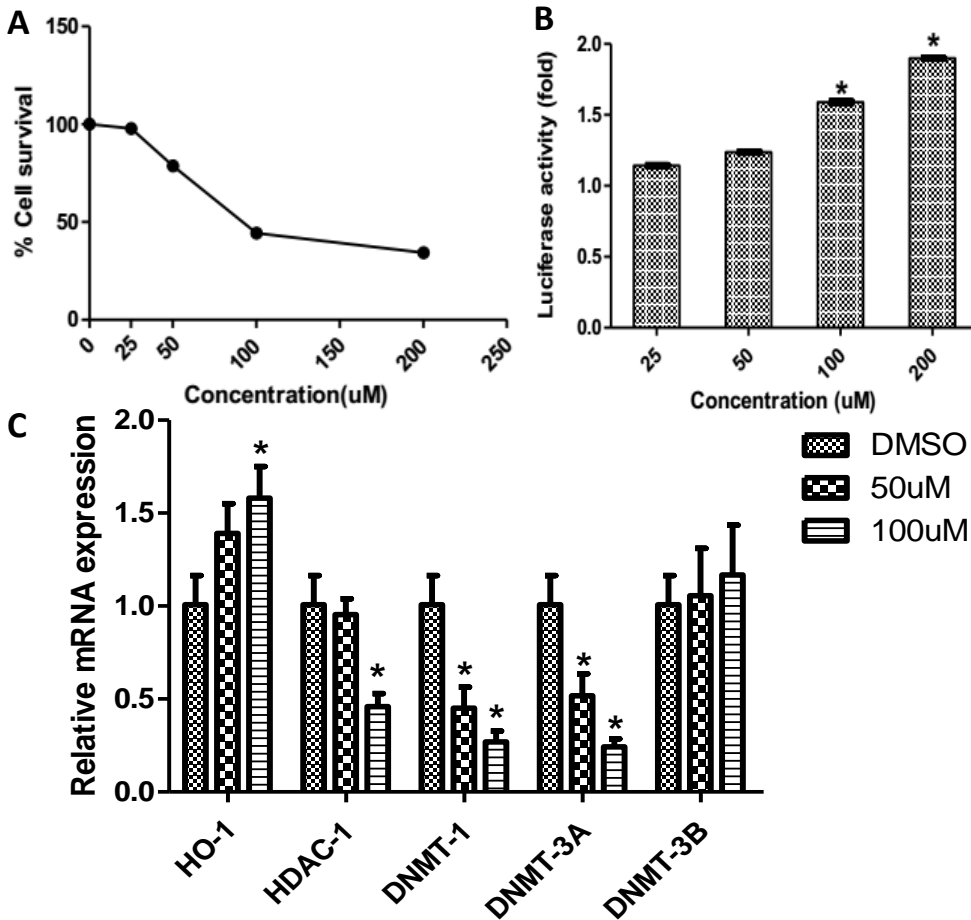 A
150
100
50
0
% Cell survival
0 25 50 100 150 200 250
Concentration(uM)
B
2.0
1.5
1.0
0.5
0.0
Luciferase activity (fold)
* *
25 50 100 200
Concentration (uM)
C
2.0
1.5
1.0
0.5
0.0
Relative mRNA expression
* * * * * *
HO-1 HDAC-1 DNMT-1 DNMT-3A DNMT-3B
DMSO
50uM
100uM